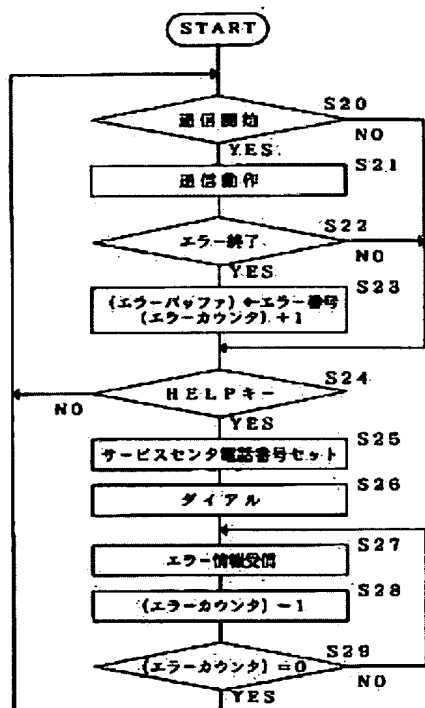 START
S20
通信開始
NO
YES
S21
通信動作
S22
エラー終了
NO
YES
S23
(エラーバッファ)←エラー番号
(エラーカウンタ)+1
S24
HELPキー
NO
YES
S25
サービスセンタ電話番号セット
S26
ダイアル
S27
エラー情報受信
S28
(エラーカウンタ)-1
S29
(エラーカウンタ)=0
NO
YES